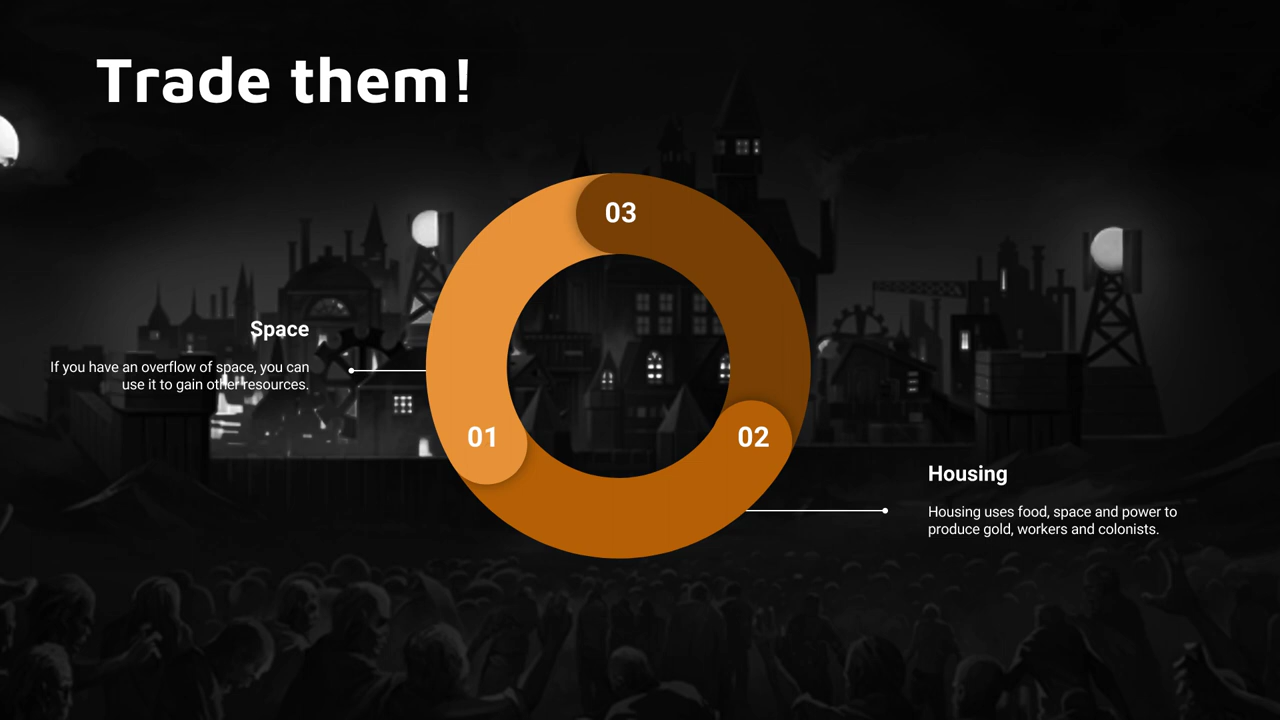 Trade them!
03
Space
If you have an overflow of space, you can
use it to gain other resources.
01
02
Housing
Housing uses food, space and power to
produce gold, workers and colonists.